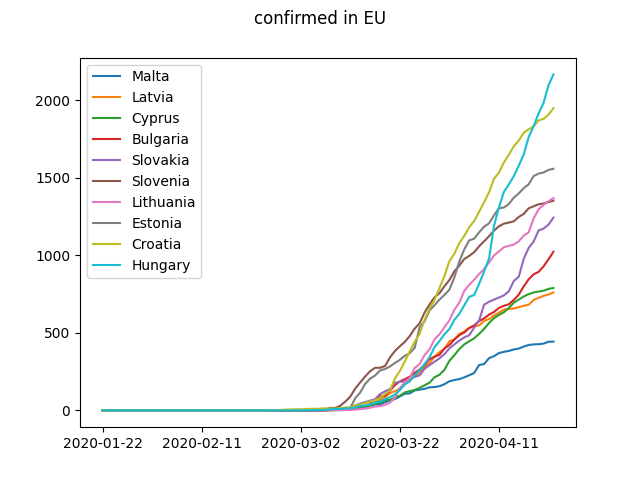 confirmed in EU
Malta
Latvia
Cyprus
Bulgaria
Slovakia
Slovenia
Lithuania
Estonia
Croatia
Hungary
2000
1500
1000
500
0
2020-01-22 2020-02-11 2020-03-02 2020-03-22 2020-04-11